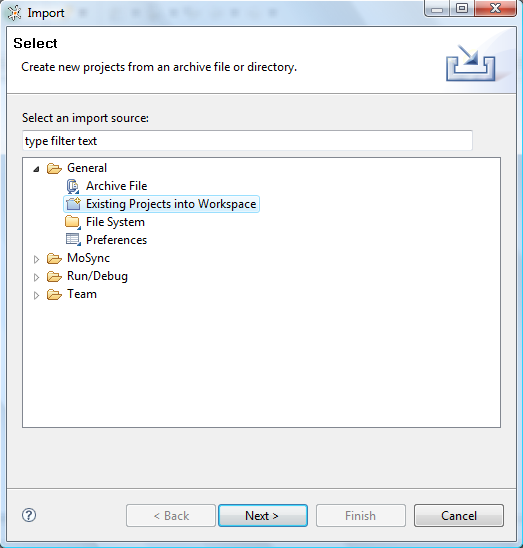 Import
Select
Create new projects from an archive file or directory.
Select an import source:
type filter text
General
Archive File
Existing Projects into Workspace
File System
Preferences
MoSync
Run/Debug
Team
? < Back Next > Finish Cancel